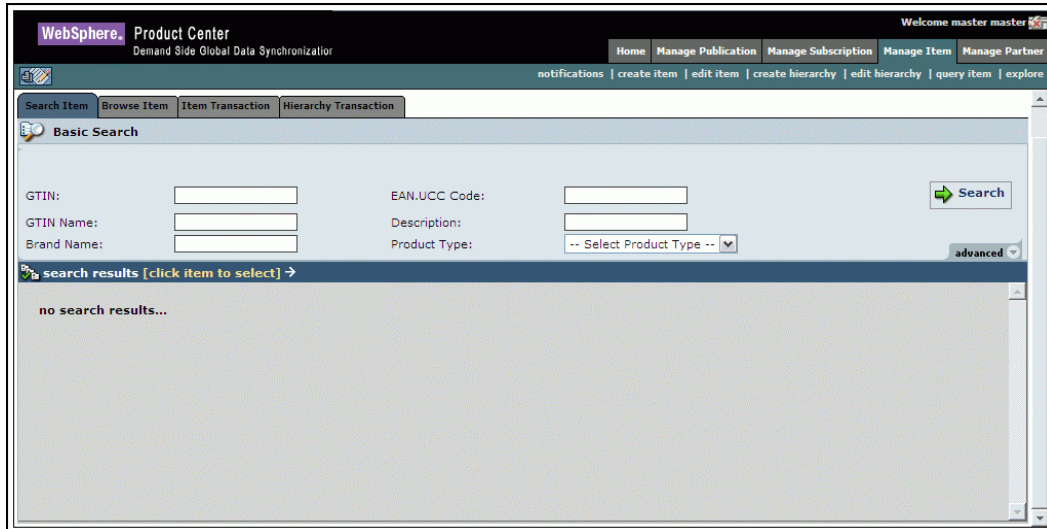 Welcome master master
WebSphere. Product Center
Demand Side Global Data Synchronizatior
Home Manage Publication Manage Subscription Manage Item Manage Partner
notifications | create item | edit item | create hierarchy | edit hierarchy | query item | explore
Search Item Browse Item Item Transaction Hierarchy Transaction
Basic Search
GTIN: EAN.UCC Code: Search
GTIN Name: Description:
Brand Name: Product Type: -- Select Product Type --
advanced
search results [click item to select] →
no search results...